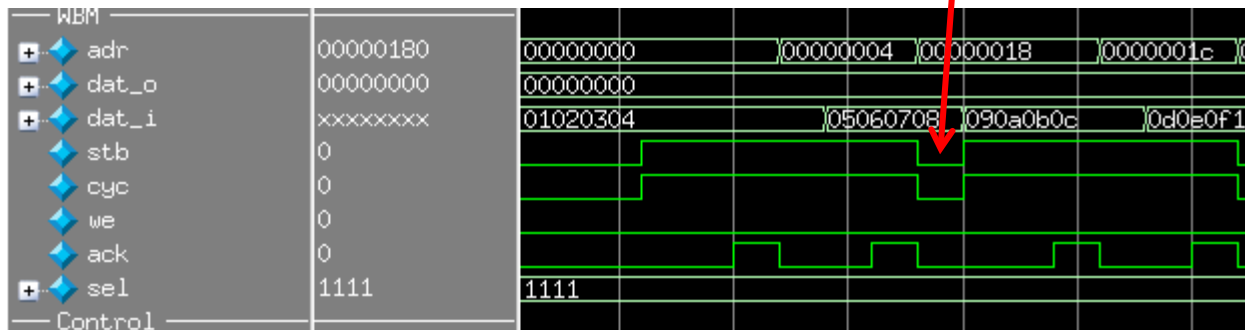 WBM
adr 00000180 00000000 00000004 00000018 0000001c
dat_o 00000000 00000000
dat_i xxxxxxxx 01020304 05060708 090a0b0c 0d0e0f1
stb 0
cyc 0
we 0
ack 0
sel 1111 1111
Control